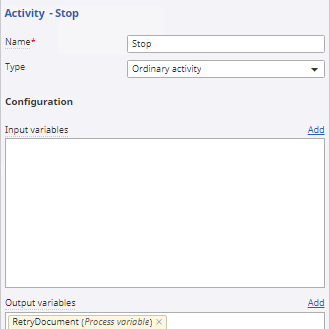 Activity - Stop
Name*
Stop
Type
Ordinary activity
Configuration
Input variables
Add
Output variables
Add
RetryDocument (Process variable) ×